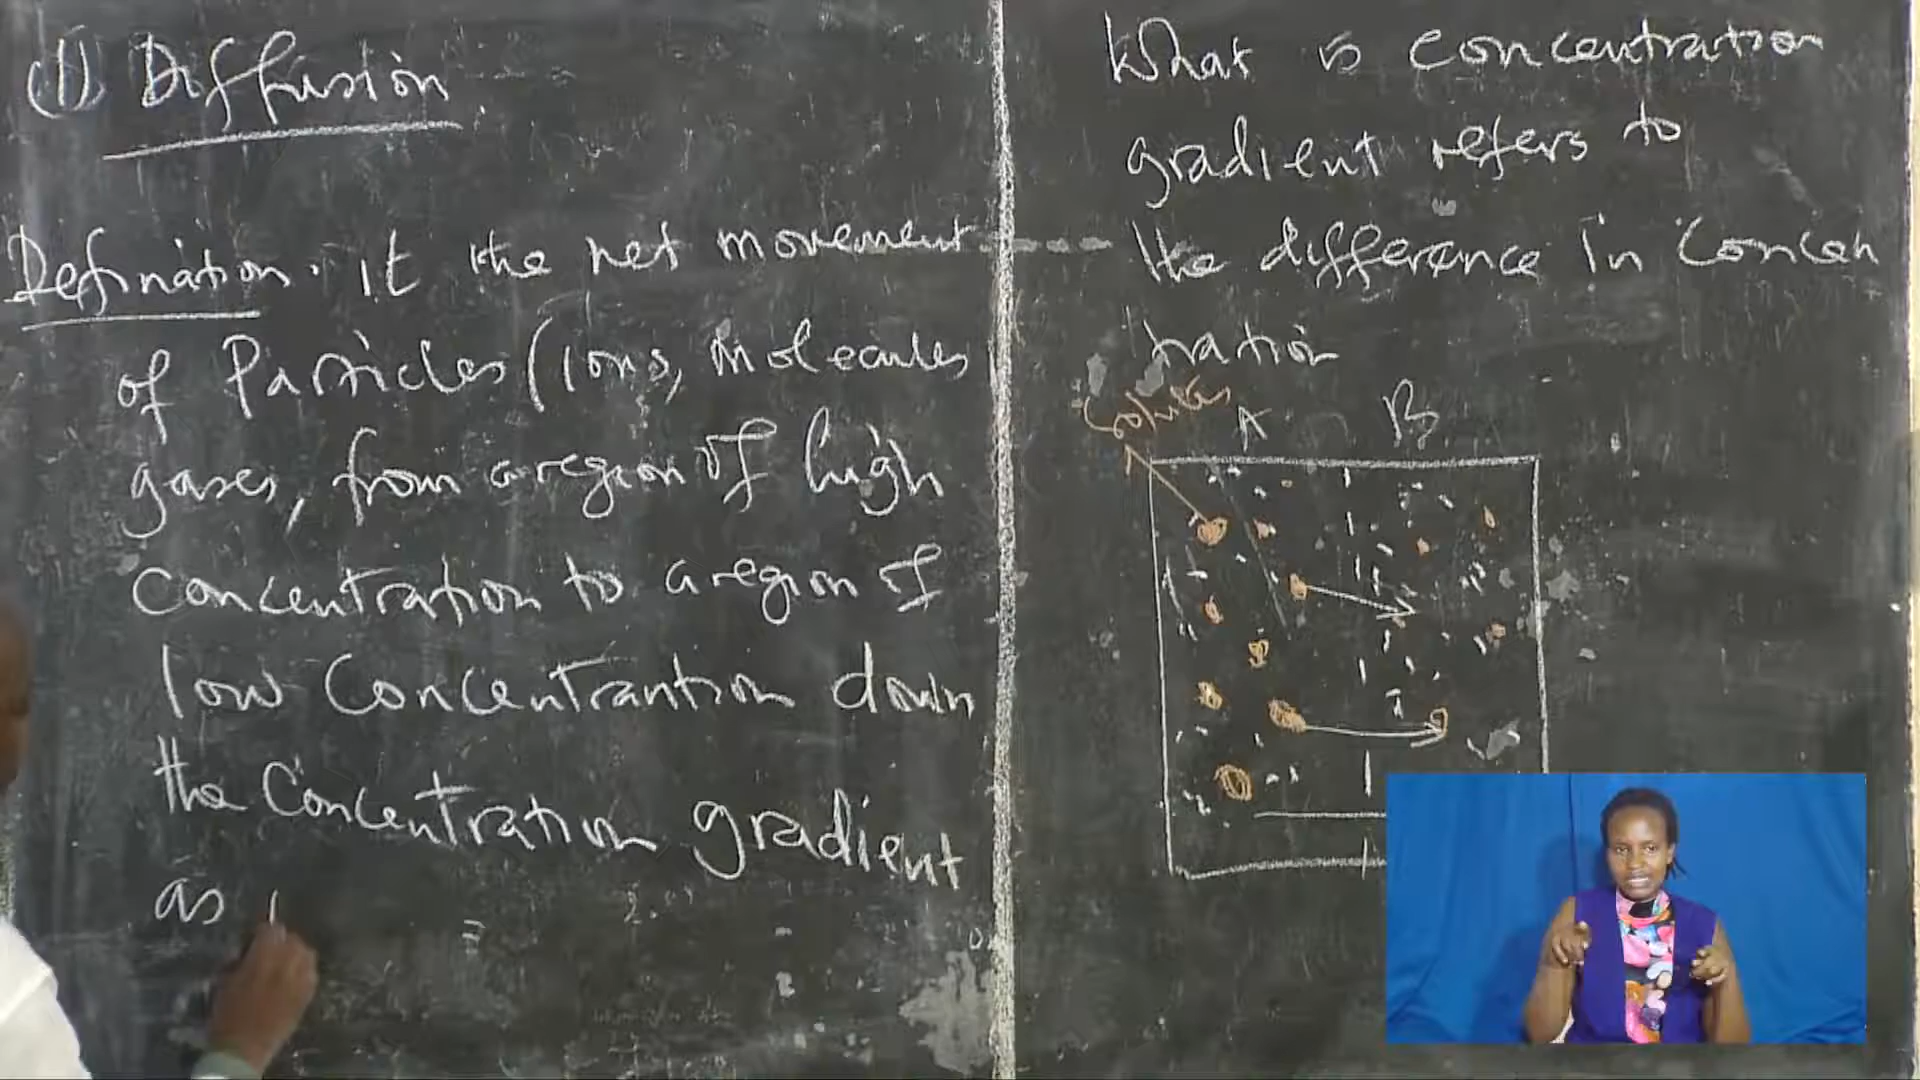 (1) Diffusion.
Defination. it the net movement
of Particles (ions, molecules
gases, from a region of high
concentration to a region of
low Concentrantion down
the Concentration gradient
as
What is concentration
gradient refers to
the difference in concen
tration
Solutes
A B